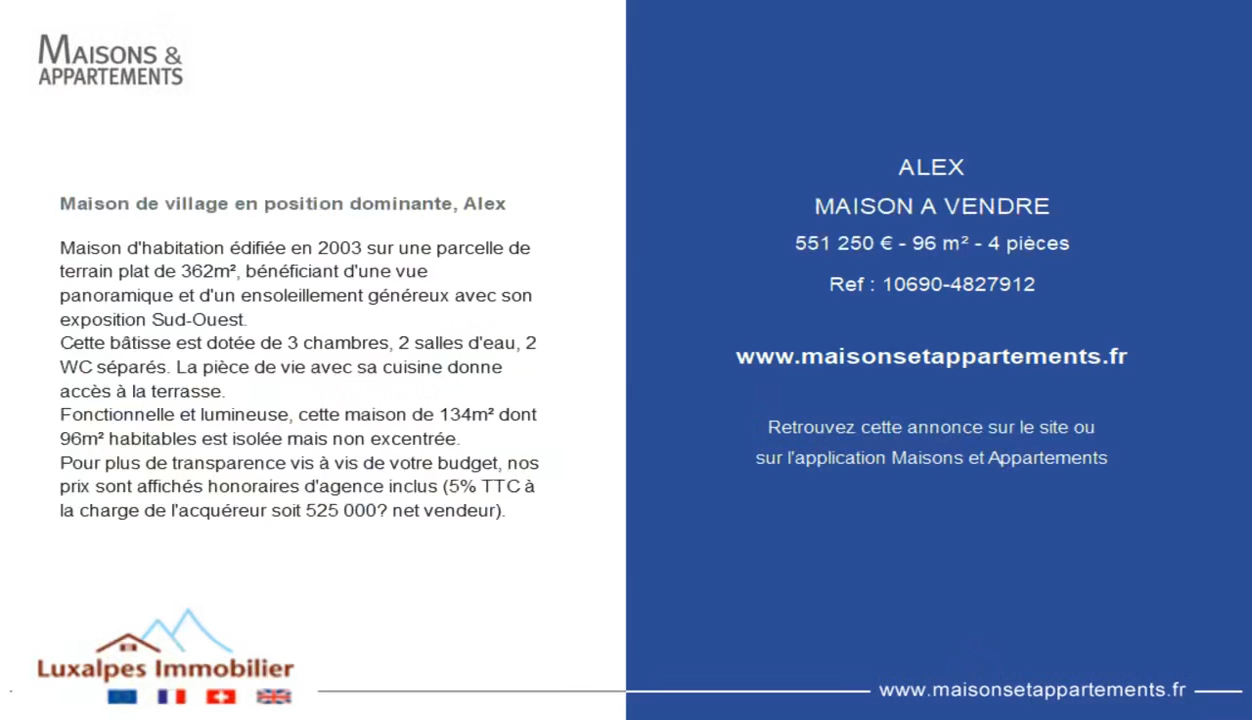 MAISONS &
APPARTEMENTS
Maison de village en position dominante, Alex
Maison d'habitation édifiée en 2003 sur une parcelle de
terrain plat de 362m², bénéficiant d'une vue
panoramique et d'un ensoleillement généreux avec son
exposition Sud-Ouest.
Cette bâtisse est dotée de 3 chambres, 2 salles d'eau, 2
WC séparés. La pièce de vie avec sa cuisine donne
accès à la terrasse.
Fonctionnelle et lumineuse, cette maison de 134m² dont
96m² habitables est isolée mais non excentrée.
Pour plus de transparence vis à vis de votre budget, nos
prix sont affichés honoraires d'agence inclus (5% TTC à
la charge de l'acquéreur soit 525 000? net vendeur).
Luxalpes Immobilier
ALEX
MAISON A VENDRE
551 250 € - 96 m² - 4 pièces
Ref : 10690-4827912
www.maisonsetappartements.fr
Retrouvez cette annonce sur le site ou
sur l'application Maisons et Appartements
www.maisonsetappartements.fr